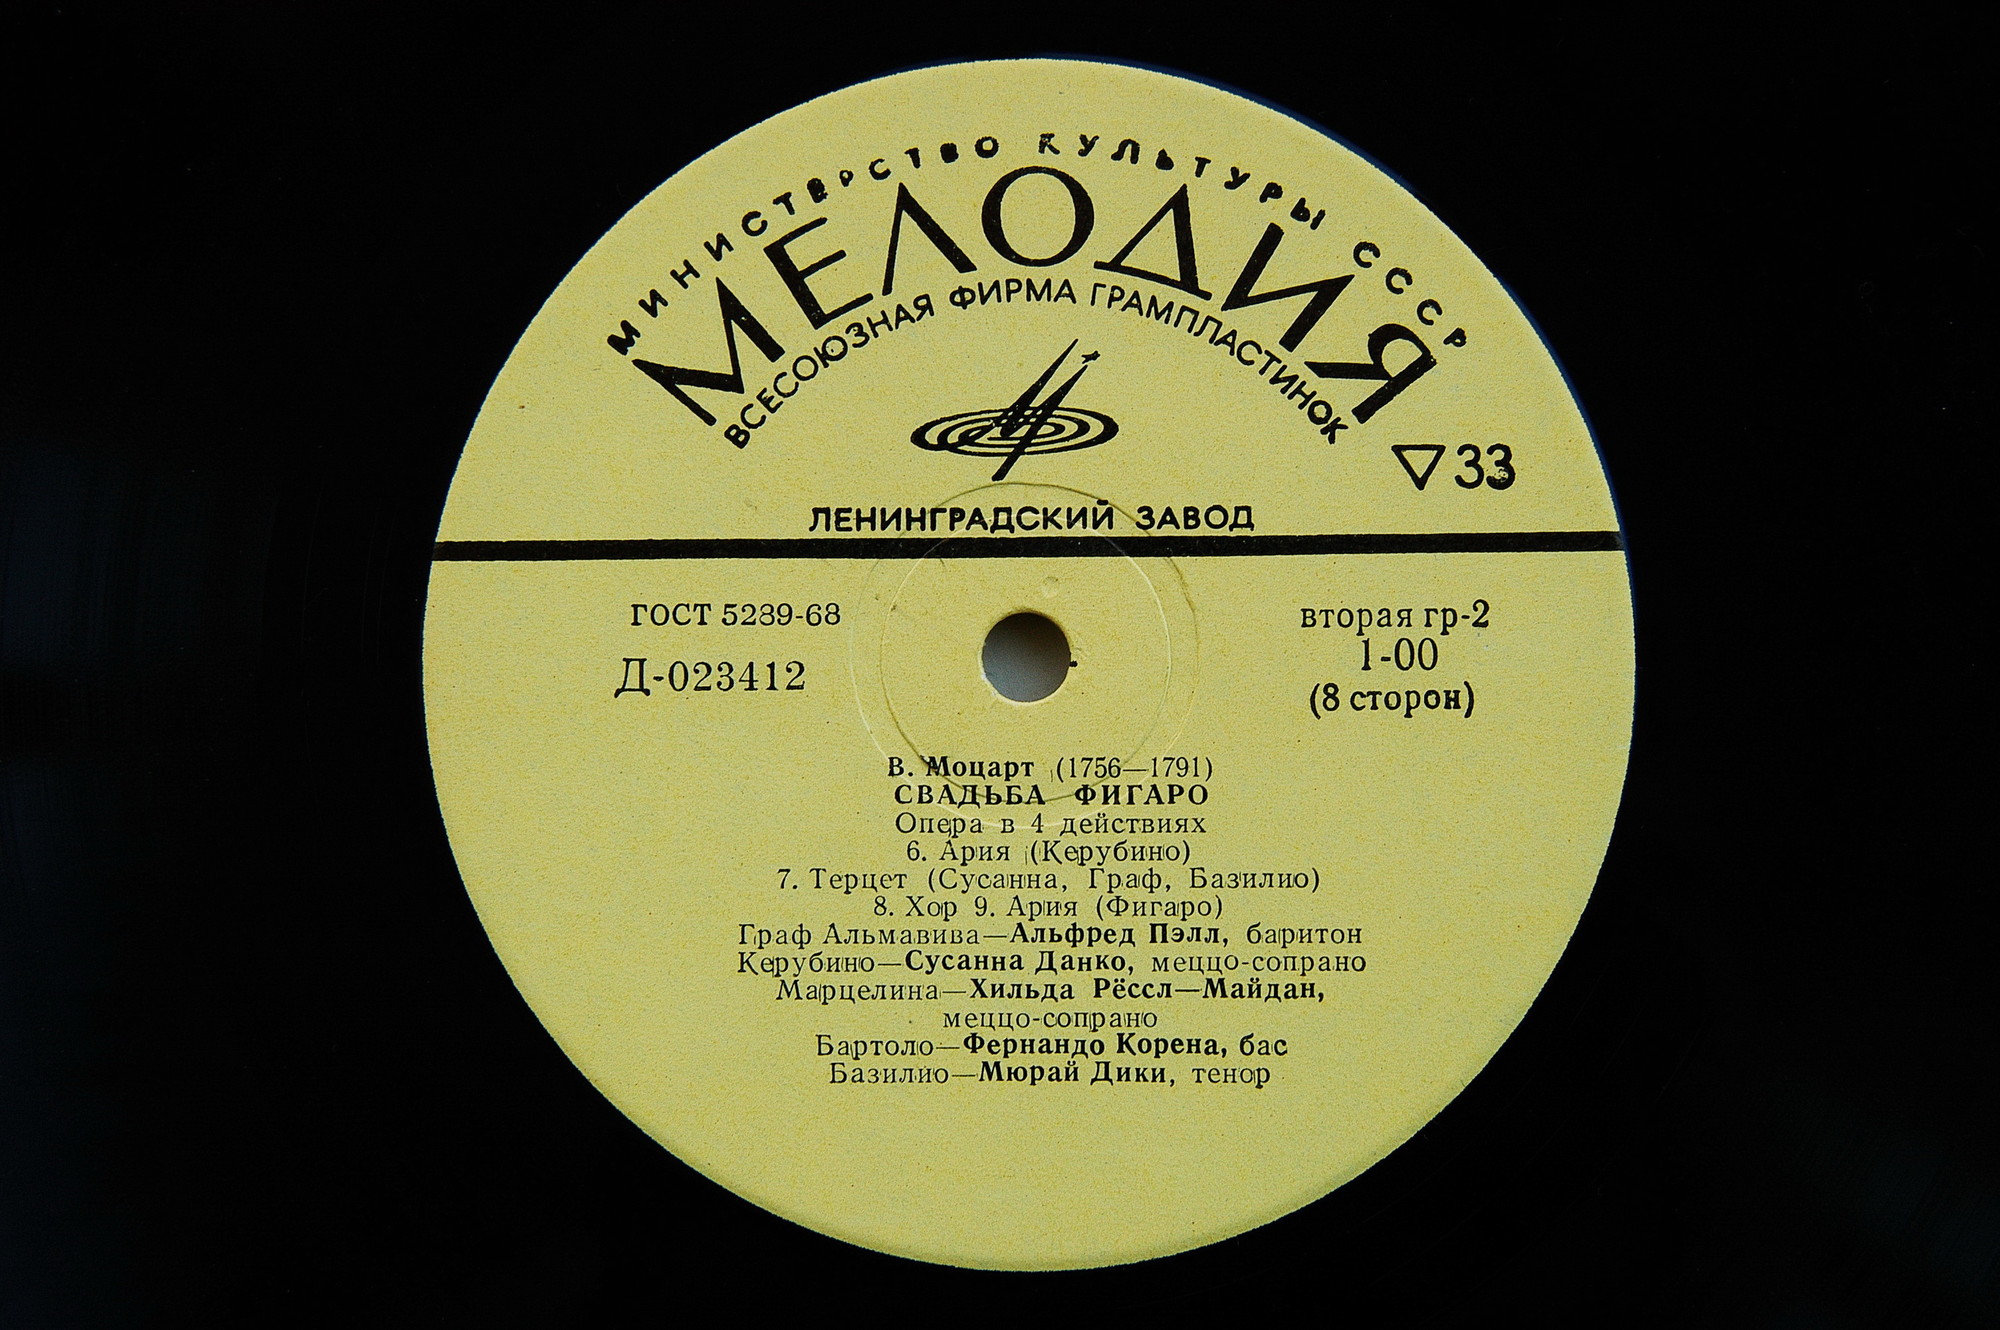 МИНИСТЕРСТВО КУЛЬТУРЫ СССР
МЕЛОДИЯ
ВСЕСОЮЗНАЯ ФИРМА ГРАМПЛАСТИНОК
33
ЛЕНИНГРАДСКИЙ ЗАВОД
ГОСТ 5289-68
Д-023412
вторая гр-2
1-00
(8 сторон)
В. Моцарт (1756—1791)
СВАДЬБА ФИГАРО
Опера в 4 действиях
6. Ария (Керубино)
7. Терцет (Сусанна, Граф, Базилио)
8. Хор 9. Ария (Фигаро)
Граф Альмавива—Альфред Пэлл, баритон
Керубино—Сусанна Данко, меццо-сопрано
Марцелина—Хильда Рёссл—Майдан,
меццо-сопрано
Бартоло—Фернандо Корена, бас
Базилио—Мюрай Дики, тенор